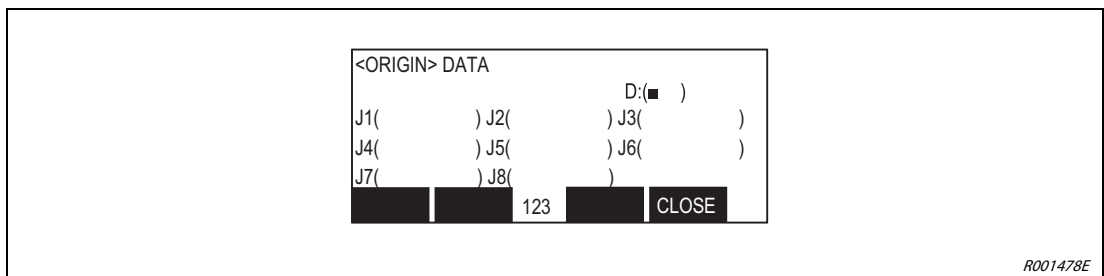 <ORIGIN> DATA
D:(■ )
J1( ) J2( ) J3( )
J4( ) J5( ) J6( )
J7( ) J8( )
123 CLOSE
R001478E